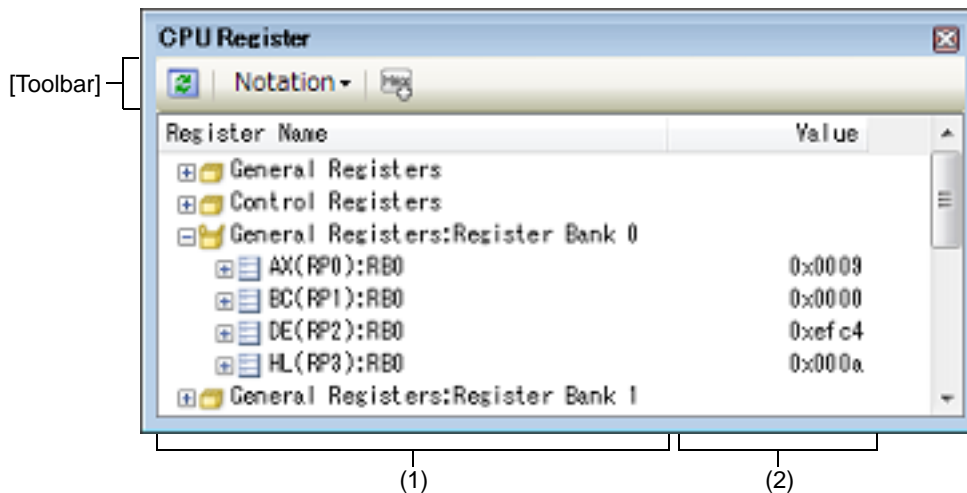 CPU Register
[Toolbar]
Notation
Hex
Register Name Value
General Registers
Control Registers
General Registers:Register Bank 0
AX(RP0):RB0 0x0009
BC(RP1):RB0 0x0000
DE(RP2):RB0 0xefc4
HL(RP3):RB0 0x000a
General Registers:Register Bank 1
(1) (2)